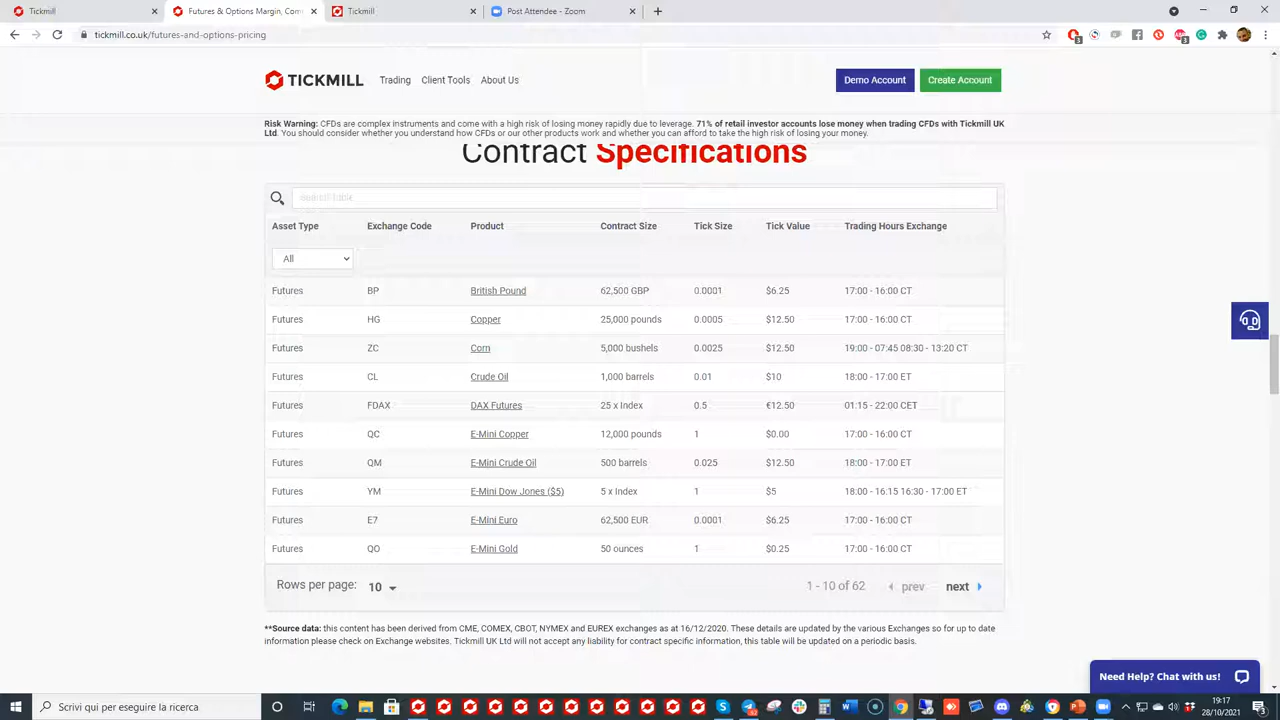 Tickmill
Futures & Options Margin, Com
Tickmill
Post Attendee - Zoom
tickmill.co.uk/futures-and-options-pricing
TICKMILL
Trading
Client Tools
About Us
Demo Account
Create Account
Risk Warning: CFDs are complex instruments and come with a high risk of losing money rapidly due to leverage. 71% of retail investor accounts lose money when trading CFDs with Tickmill UK
Ltd. You should consider whether you understand how CFDs or our other products work and whether you can afford to take the high risk of losing your money.
Contract Specifications
Search table
Asset Type Exchange Code Product Contract Size Tick Size Tick Value Trading Hours Exchange
All
Futures BP British Pound 62,500 GBP 0.0001 $6.25 17:00 - 16:00 CT
Futures HG Copper 25,000 pounds 0.0005 $12.50 17:00 - 16:00 CT
Futures ZC Corn 5,000 bushels 0.0025 $12.50 19:00 - 07:45 08:30 - 13:20 CT
Futures CL Crude Oil 1,000 barrels 0.01 $10 18:00 - 17:00 ET
Futures FDAX DAX Futures 25 x Index 0.5 €12.50 01:15 - 22:00 CET
Futures QC E-Mini Copper 12,000 pounds 1 $0.00 17:00 - 16:00 CT
Futures QM E-Mini Crude Oil 500 barrels 0.025 $12.50 18:00 - 17:00 ET
Futures YM E-Mini Dow Jones ($5) 5 x Index 1 $5 18:00 - 16:15 16:30 - 17:00 ET
Futures E7 E-Mini Euro 62,500 EUR 0.0001 $6.25 17:00 - 16:00 CT
Futures QO E-Mini Gold 50 ounces 1 $0.25 17:00 - 16:00 CT
Rows per page: 10 1 - 10 of 62 prev next
**Source data: this content has been derived from CME, COMEX, CBOT, NYMEX and EUREX exchanges as at 16/12/2020. These details are updated by the various Exchanges so for up to date
information please check on Exchange websites. Tickmill UK Ltd will not accept any liability for contract specific information, this table will be updated on a periodic basis.
Need Help? Chat with us!
Scrivi qui per eseguire la ricerca
19:17
28/10/2021